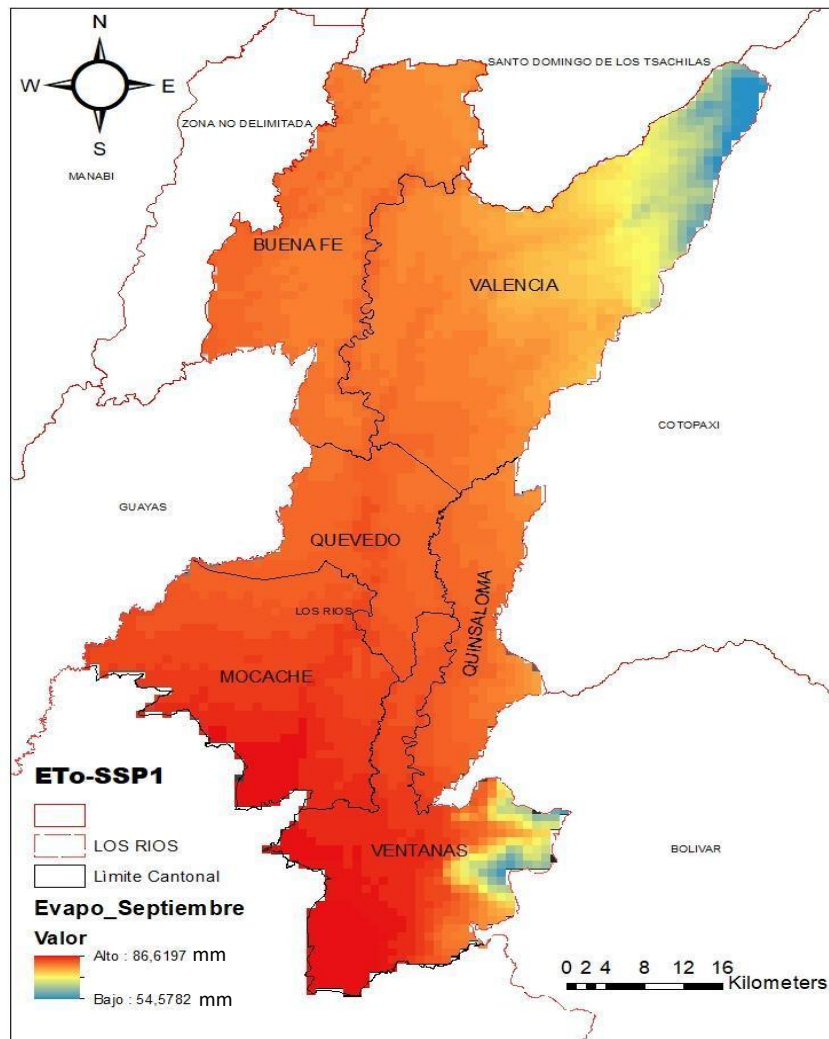 N
W
E
S
SANTO DOMINGO DE LOS TSACHILAS
ZONA NO DELIMITADA
MANABI
BUENA FE
VALENCIA
COTOPAXI
GUAYAS
QUEVEDO
LOS RIOS
QUINSALOMA
MOCACHE
VENTANAS
BOLIVAR
ETo-SSP1
LOS RIOS
Lìmite Cantonal
Evapo_Septiembre
Valor
Alto : 86,6197 mm
Bajo : 54,5782 mm
0 2 4 8 12 16
Kilometers